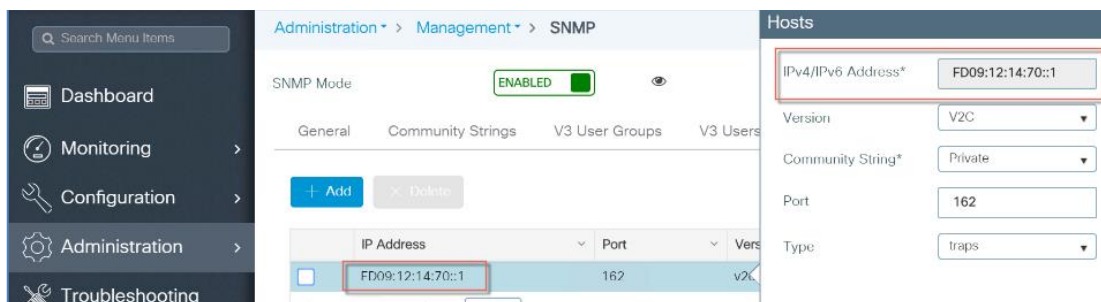 Search Menu Items
Dashboard
Monitoring
Configuration
Administration
Troubleshooting
Administration > Management > SNMP
SNMP Mode ENABLED
General Community Strings V3 User Groups V3 Users
+ Add × Delete
IP Address Port Vers
FD09:12:14:70::1 162 v2c
Hosts
IPv4/IPv6 Address* FD09:12:14:70::1
Version V2C
Community String* Private
Port 162
Type traps